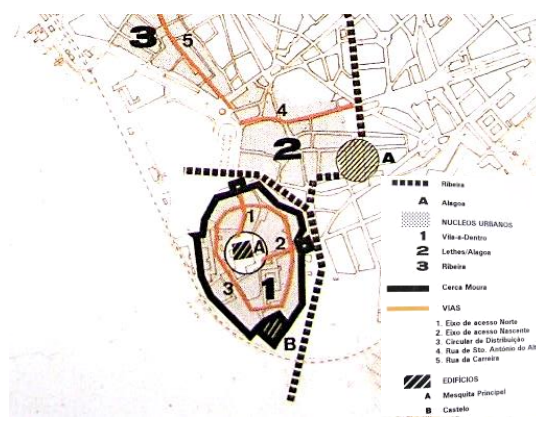 3
5
4
2
A
1
A
2
3
1
B
Ribeira
A Alagoa
NUCLEOS URBANOS
1 Vila-a-Dentro
2 Lethes/Alagoa
3 Ribeira
Cerca Moura
VIAS
1. Eixo de acesso Norte
2. Eixo de acesso Nascente
3. Circular de Distribuição
4. Rua de Sto. António do Alt
5. Rua da Carreira
EDIFÍCIOS
A Mesquita Principal
B Castelo